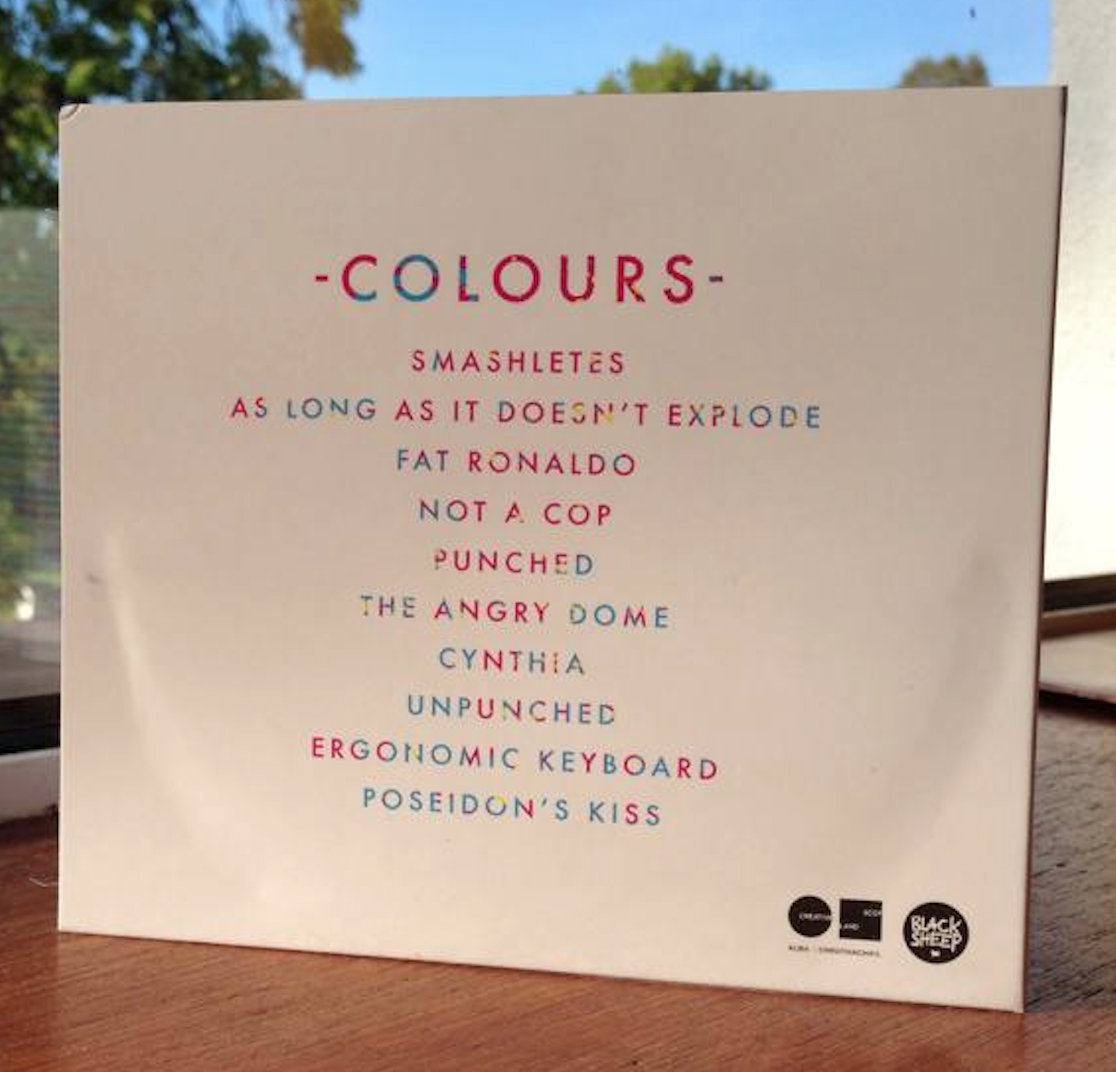 -COLOURS-
SMASHLETES
AS LONG AS IT DOESN'T EXPLODE
FAT RONALDO
NOT A COP
PUNCHED
THE ANGRY DOME
CYNTHIA
UNPUNCHED
ERGONOMIC KEYBOARD
POSEIDON'S KISS
ALBA
BLACK
SHEEP